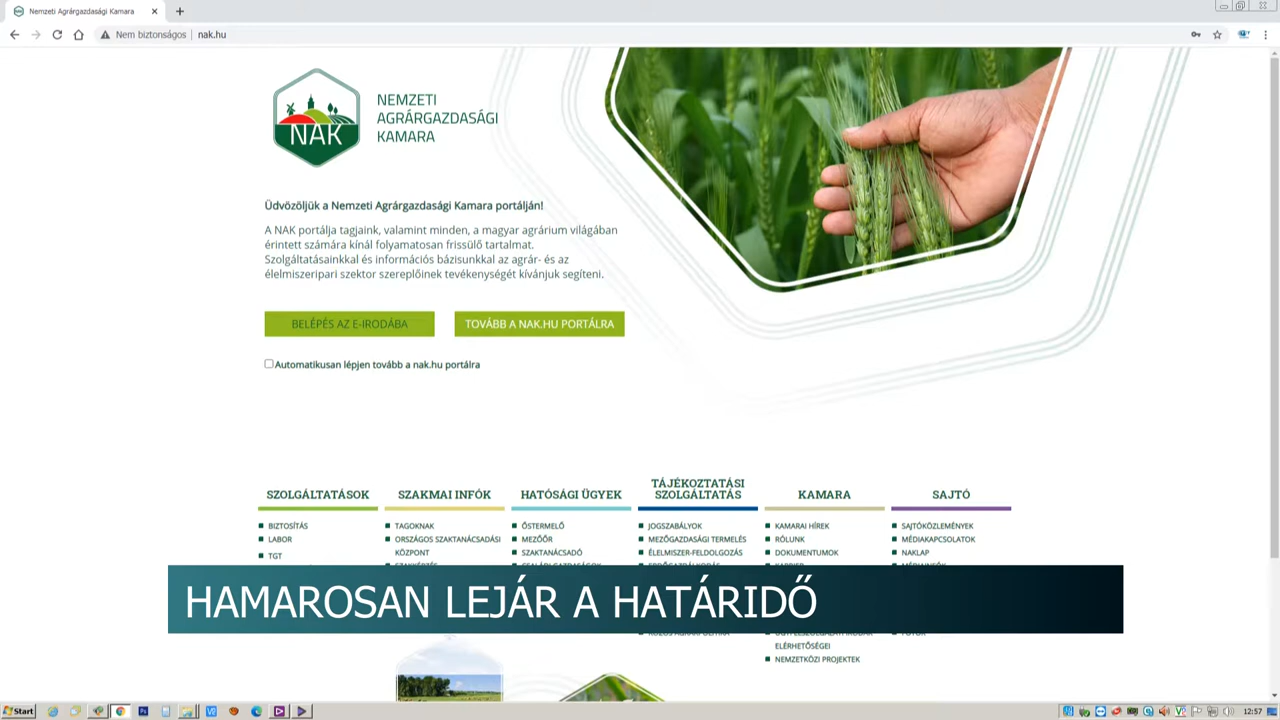 Nemzeti Agrárgazdasági Kamara
Nem biztonságos | nak.hu
NAK
NEMZETI
AGRÁRGAZDASÁGI
KAMARA
Üdvözöljük a Nemzeti Agrárgazdasági Kamara portálján!
A NAK portálja tagjaink, valamint minden, a magyar agrárium világában
érintett számára kínál folyamatosan frissülő tartalmat.
Szolgáltatásainkkal és információs bázisunkkal az agrár- és az
élelmiszeripari szektor szereplőinek tevékenységét kívánjuk segíteni.
BELÉPÉS AZ E-IRODÁBA
TOVÁBB A NAK.HU PORTÁLRA
Automatikusan lépjen tovább a nak.hu portálra
SZOLGÁLTATÁSOK
BIZTOSÍTÁS
LABOR
TGT
SZAKMAI INFÓK
TAGOKNAK
ORSZÁGOS SZAKTANÁCSADÁSI
KÖZPONT
HATÓSÁGI ÜGYEK
ŐSTERMELŐ
MEZŐŐR
SZAKTANÁCSADÓ
TÁJÉKOZTATÁSI
SZOLGÁLTATÁS
JOGSZABÁLYOK
MEZŐGAZDASÁGI TERMELÉS
ÉLELMISZER-FELDOLGOZÁS
KAMARA
KAMARAI HÍREK
RÓLUNK
DOKUMENTUMOK
ELÉRHETŐSÉGEI
NEMZETKÖZI PROJEKTEK
SAJTÓ
SAJTÓKÖZLEMÉNYEK
MÉDIAKAPCSOLATOK
NAKLAP
HAMAROSAN LEJÁR A HATÁRIDŐ
Start
12:57